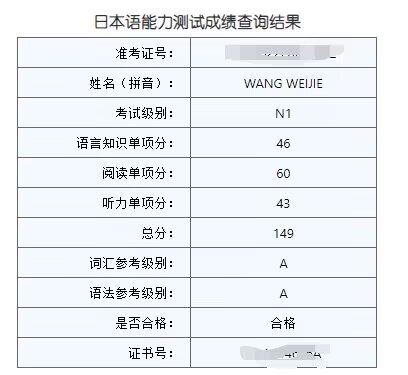 日本语能力测试成绩查询结果
准考证号：
姓名（拼音）： WANG WEIJIE
考试级别： N1
语言知识单项分： 46
阅读单项分： 60
听力单项分： 43
总分： 149
词汇参考级别： A
语法参考级别： A
是否合格： 合格
证书号：